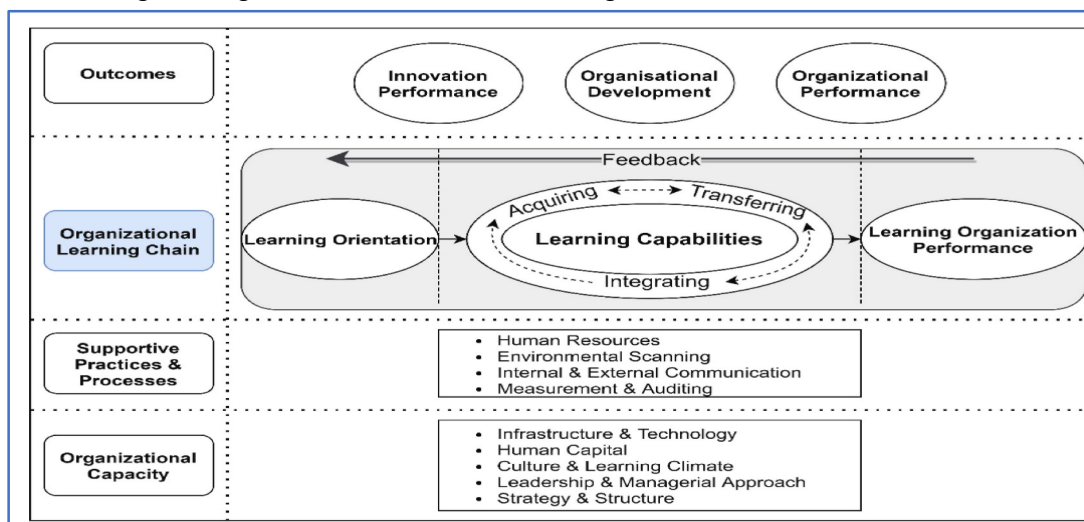 Outcomes
Innovation
Performance
Organisational
Development
Organizational
Performance
Feedback
Organizational
Learning Chain
Learning Orientation
Acquiring
Transferring
Learning Capabilities
Integrating
Learning Organization
Performance
Supportive
Practices &
Processes
• Human Resources
• Environmental Scanning
• Internal & External Communication
• Measurement & Auditing
Organizational
Capacity
• Infrastructure & Technology
• Human Capital
• Culture & Learning Climate
• Leadership & Managerial Approach
• Strategy & Structure